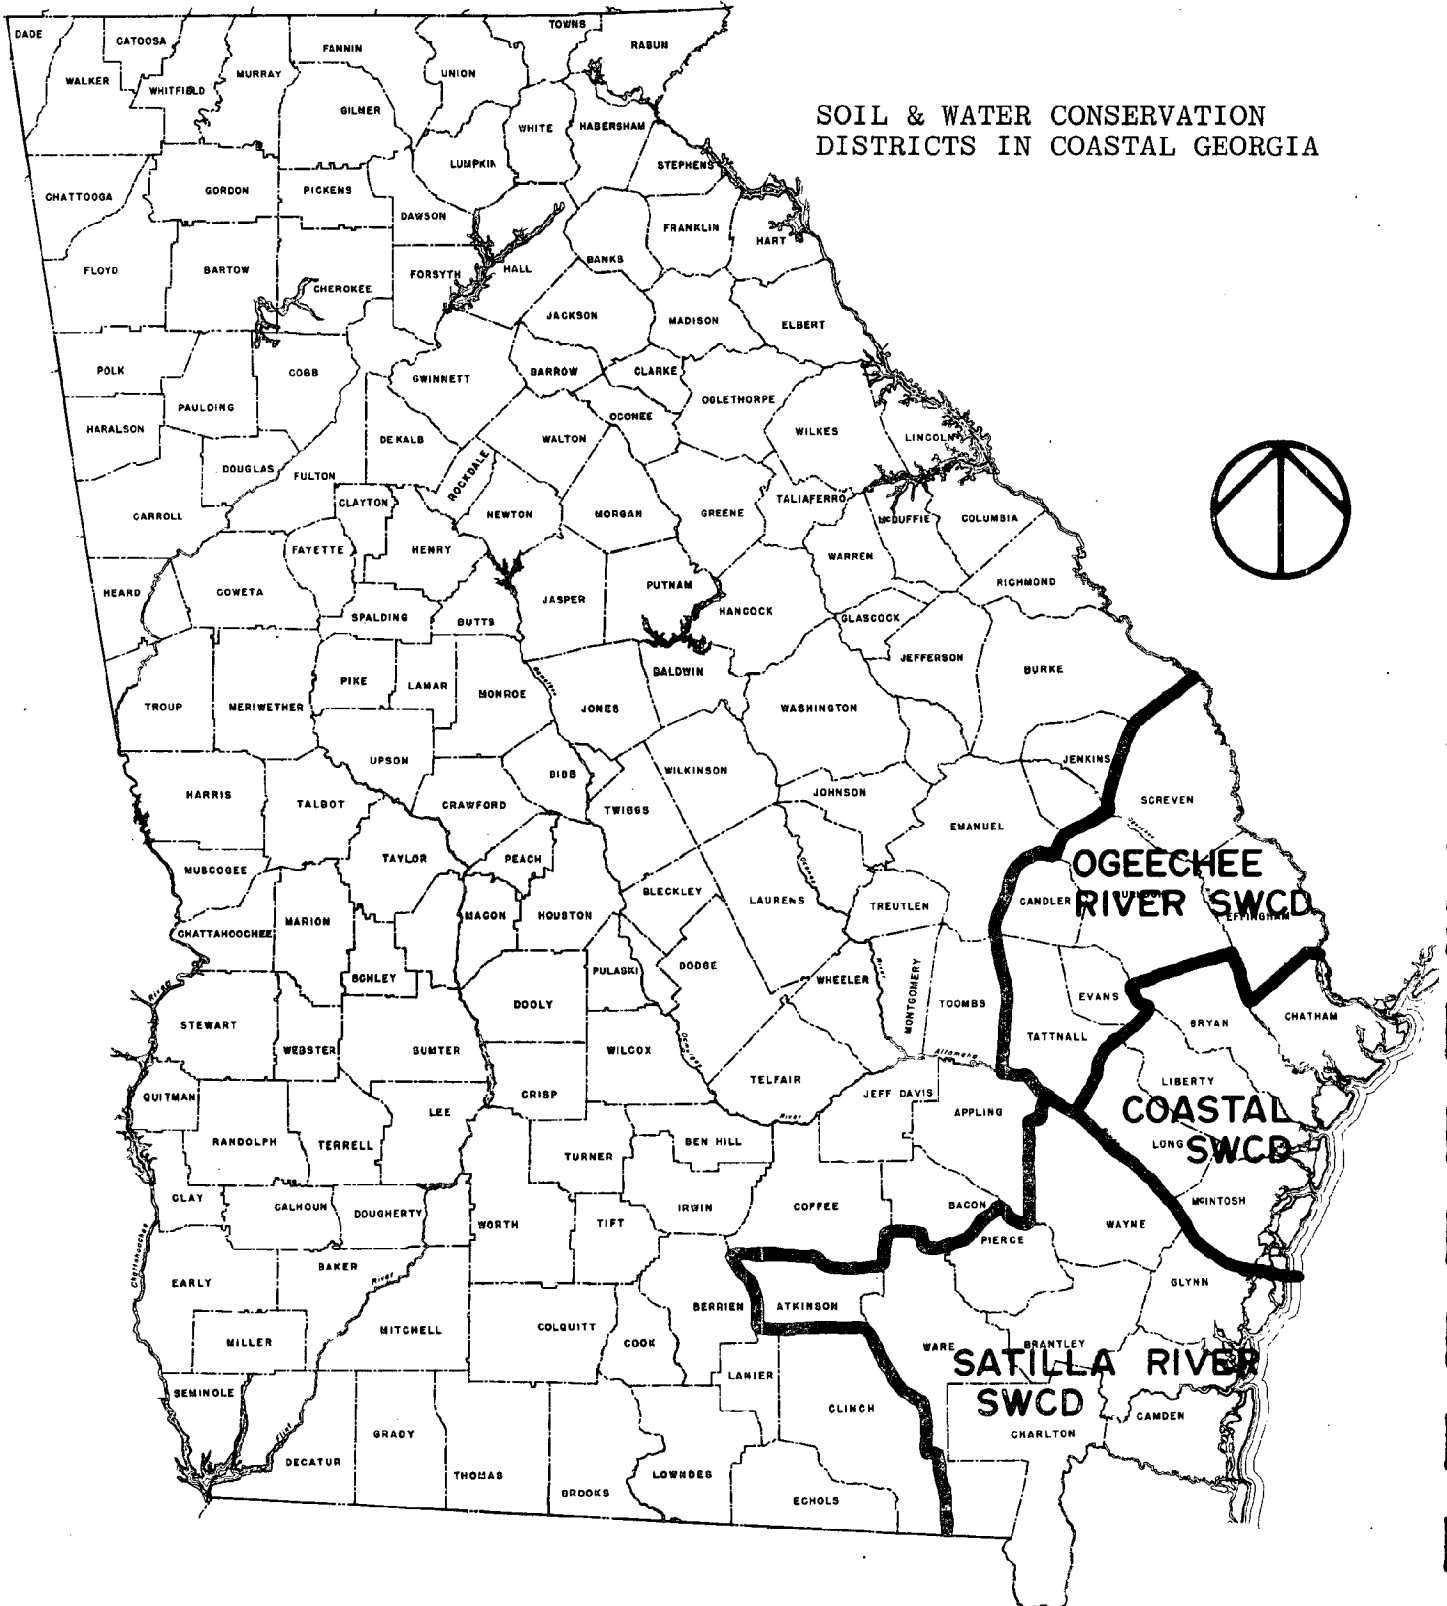 SOIL & WATER CONSERVATION
DISTRICTS IN COASTAL GEORGIA
DADE
CATOOSA
WALKER
WHITFIELD
MURRAY
FANNIN
GILMER
UNION
TOWNS
RABUN
WHITE
HABERSHAM
LUMPKIN
STEPHENS
CHATTOOGA
GORDON
PICKENS
DAWSON
FRANKLIN
HART
FLOYD
BARTOW
CHEROKEE
FORSYTH
HALL
BANKS
JACKSON
MADISON
ELBERT
POLK
PAULDING
COBB
GWINNETT
BARROW
CLARKE
OCONEE
OGLETHORPE
HARALSON
DOUGLAS
FULTON
DEKALB
ROCKDALE
WALTON
WILKES
LINCOLN
CARROLL
CLAYTON
NEWTON
MORGAN
GREENE
TALIAFERRO
McDUFFIE
COLUMBIA
FAYETTE
HENRY
WARREN
RICHMOND
HEARD
COWETA
SPALDING
BUTTS
JASPER
PUTNAM
HANCOCK
GLASCOCK
JEFFERSON
BURKE
TROUP
MERIWETHER
PIKE
LAMAR
MONROE
JONES
BALDWIN
WASHINGTON
JENKINS
SCREVEN
UPSON
BIBB
WILKINSON
HARRIS
TALBOT
CRAWFORD
TWIGGS
JOHNSON
EMANUEL
OGEECHEE
RIVER SWCD
MUSCOGEE
TAYLOR
PEACH
BLECKLEY
LAURENS
TREUTLEN
CANDLER
EFFINGHAM
CHATTAHOOCHEE
MARION
MACON
HOUSTON
SCHLEY
PULASKI
DODGE
WHEELER
MONTGOMERY
TOOMBS
EVANS
TATTNALL
BRYAN
CHATHAM
STEWART
WEBSTER
SUMTER
DOOLY
WILCOX
TELFAIR
JEFF DAVIS
APPLING
LIBERTY
COASTAL
LONG
SWCD
McINTOSH
QUITMAN
RANDOLPH
TERRELL
LEE
CRISP
TURNER
BEN HILL
CLAY
CALHOUN
DOUGHERTY
WORTH
TIFT
IRWIN
COFFEE
BACON
PIERCE
WAYNE
EARLY
BAKER
MILLER
MITCHELL
COLQUITT
COOK
BERRIEN
ATKINSON
GLYNN
WARE
BRANTLEY
SATILLA RIVER
SWCD
SEMINOLE
DECATUR
GRADY
THOMAS
BROOKS
LOWNDES
LANIER
CLINCH
ECHOLS
CHARLTON
CAMDEN
River
Chattahoochee
River
Flint
River
Altamaha
River